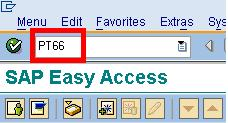 Menu Edit Favorites Extras Sys
PT66
SAP Easy Access